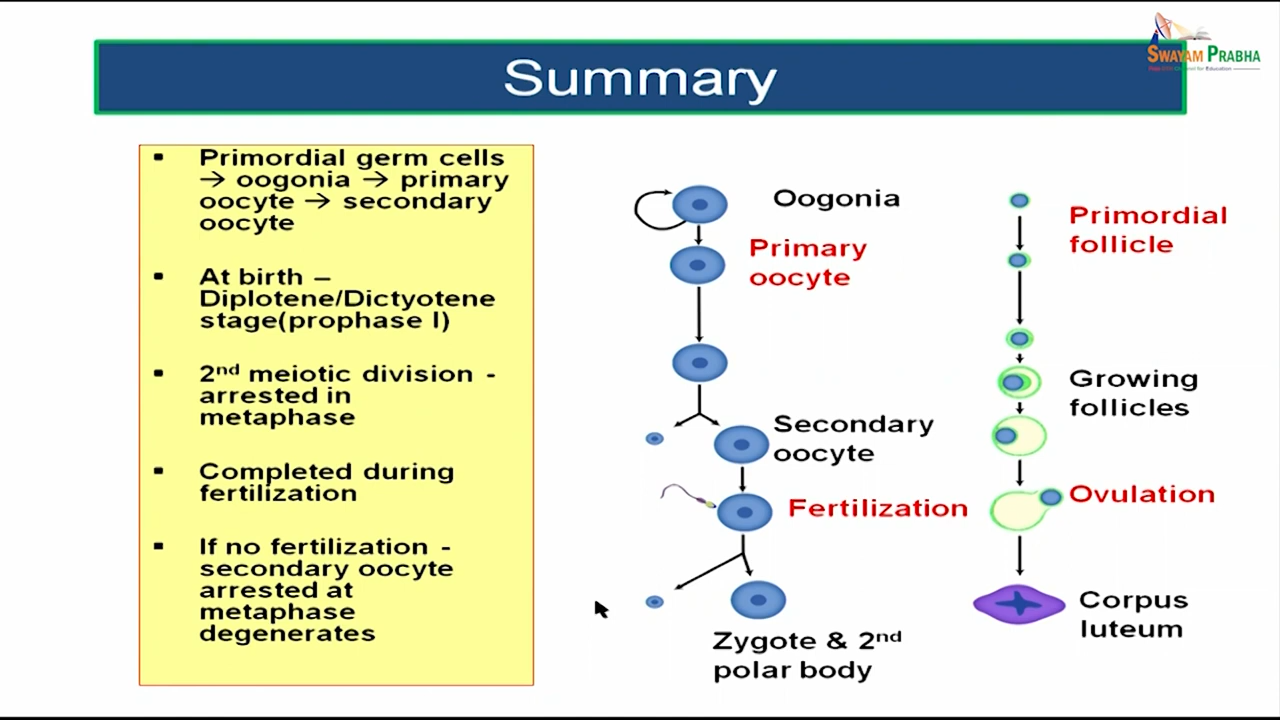 Summary
SWAYAM PRABHA
▪ Primordial germ cells
→ oogonia → primary
oocyte → secondary
oocyte
▪ At birth –
Diplotene/Dictyotene
stage(prophase I)
▪ 2nd meiotic division -
arrested in
metaphase
▪ Completed during
fertilization
▪ If no fertilization -
secondary oocyte
arrested at
metaphase
degenerates
Oogonia
Primary
oocyte
Secondary
oocyte
Fertilization
Zygote & 2nd
polar body
Primordial
follicle
Growing
follicles
Ovulation
Corpus
luteum